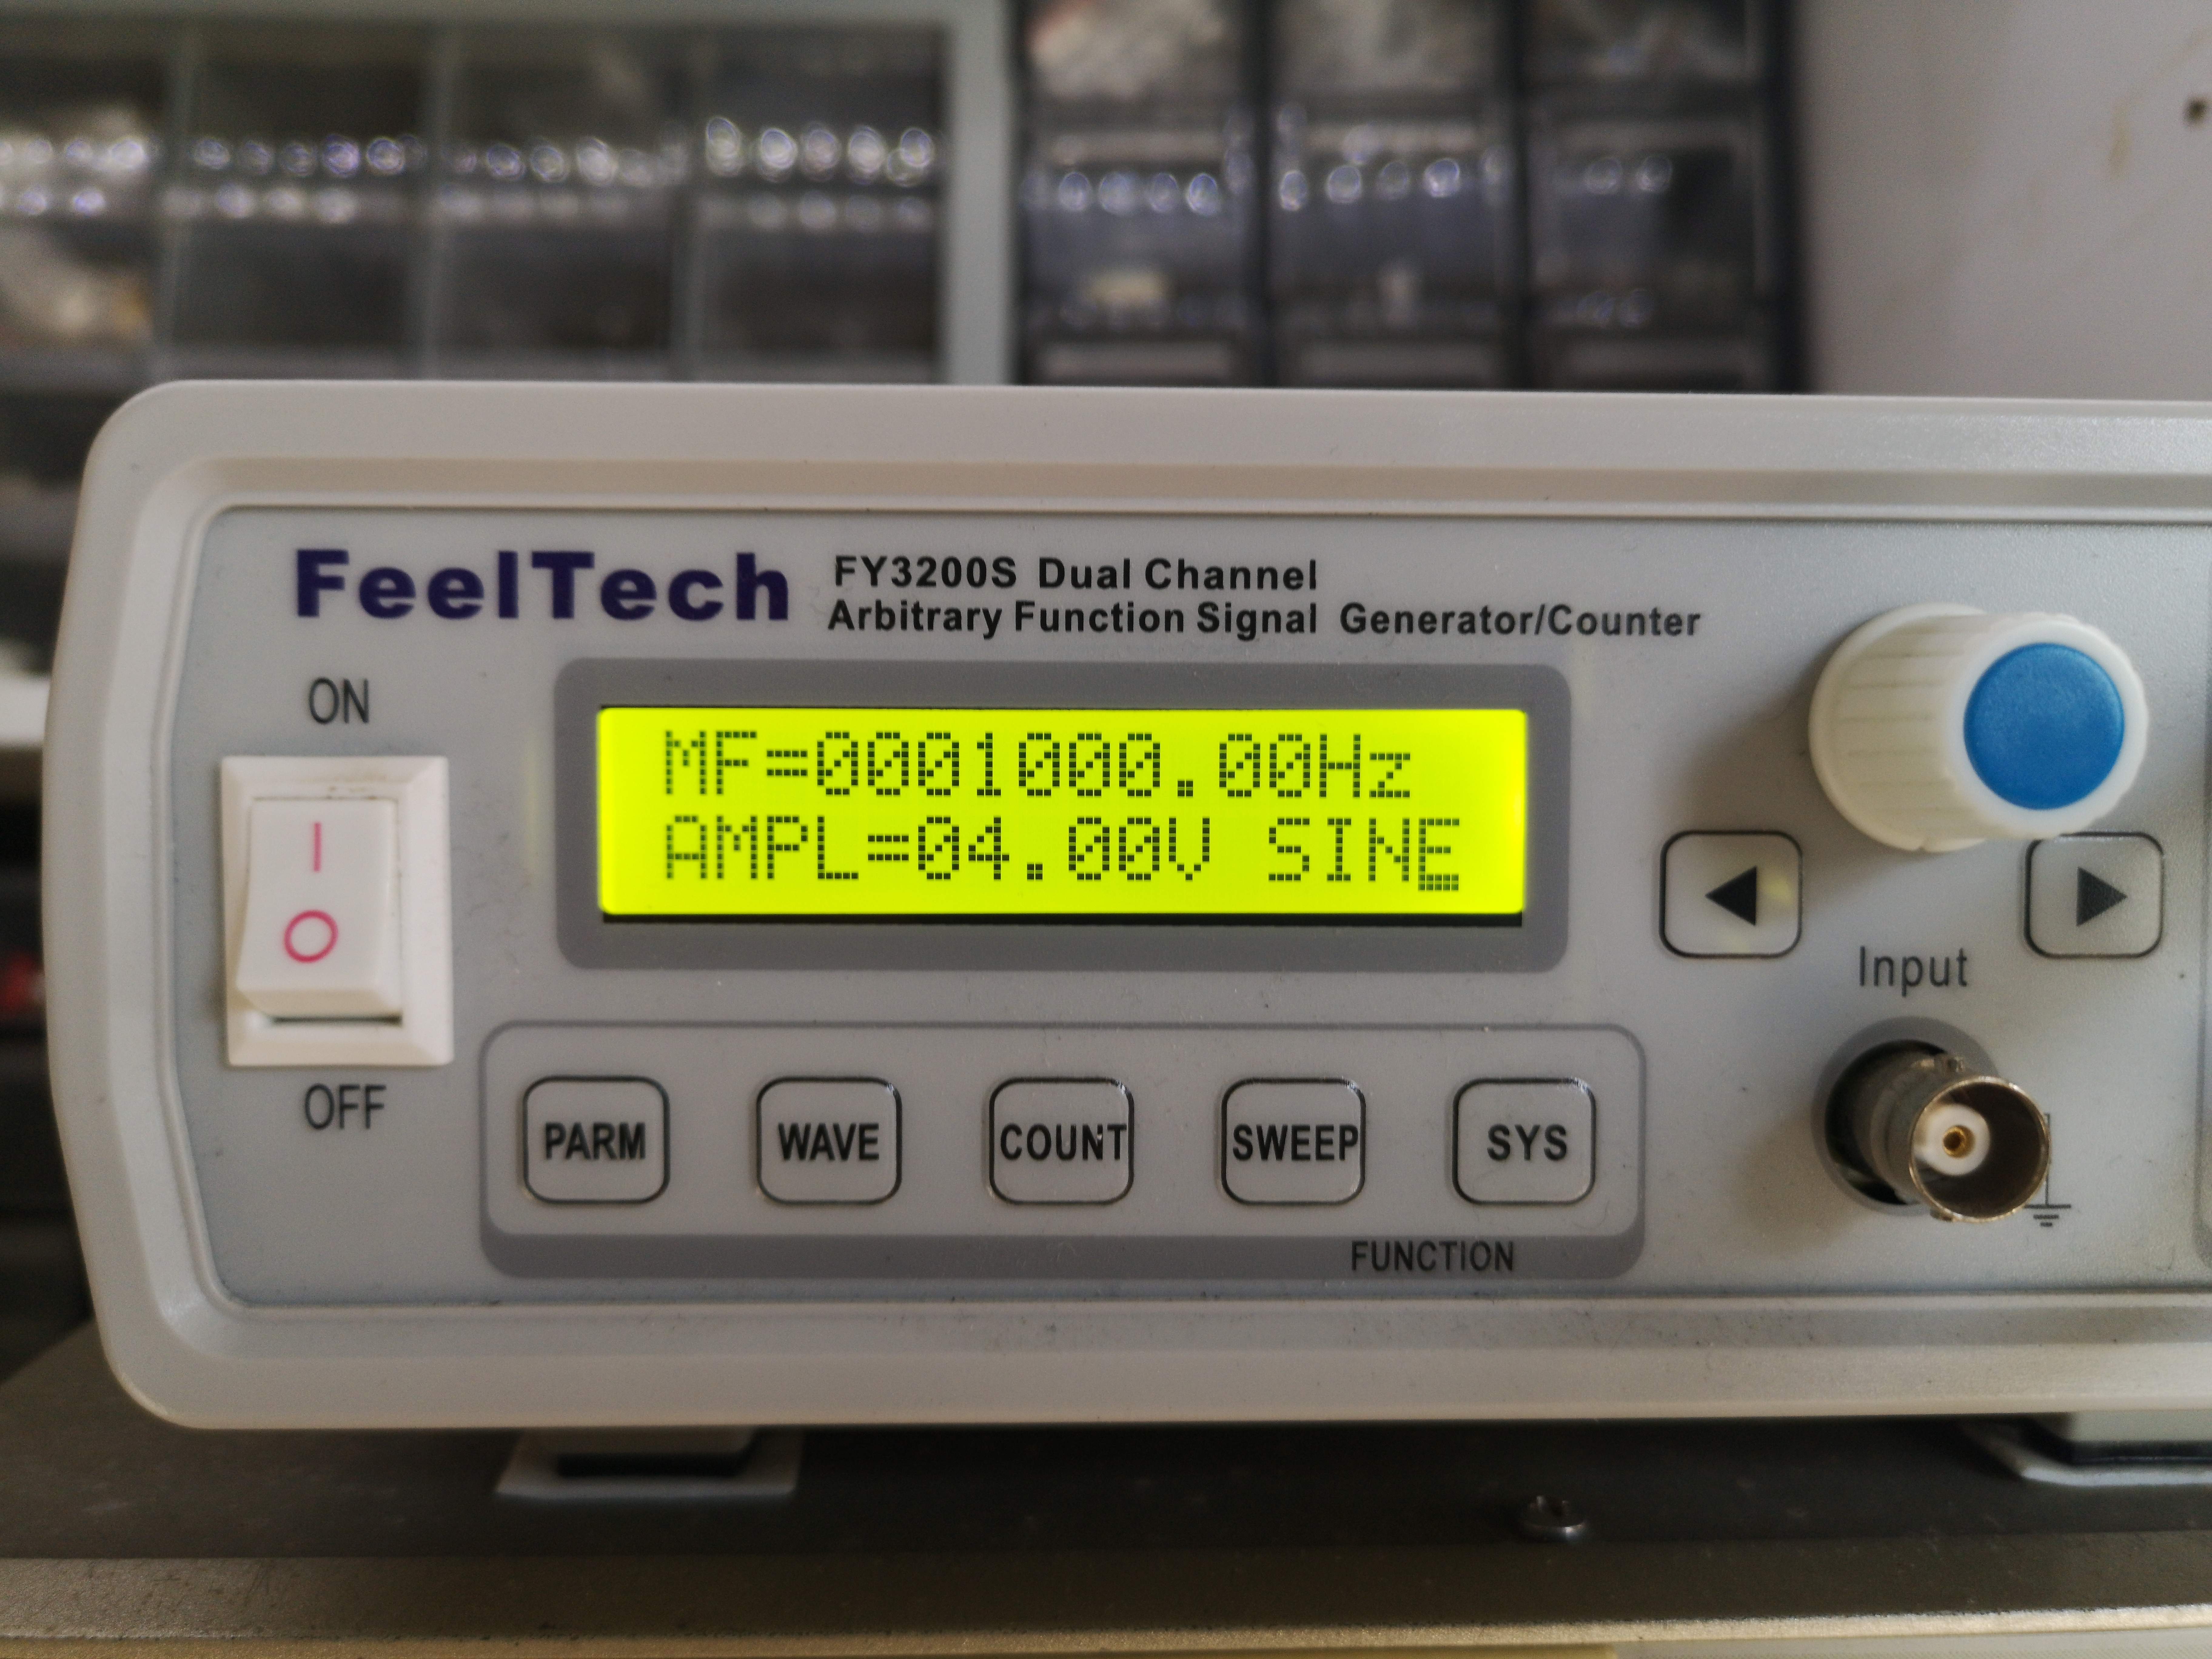 FeelTech
FY3200S Dual Channel
Arbitrary Function Signal Generator/Counter
ON
MF=0001000.00Hz
AMPL=04.00V SINE
Input
OFF
PARM
WAVE
COUNT
SWEEP
SYS
FUNCTION